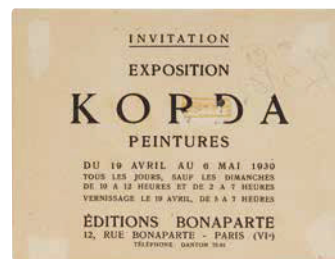 INVITATION
EXPOSITION
KORDA
PEINTURES
DU 19 AVRIL AU 6 MAI 1930
TOUS LES JOURS, SAUF LES DIMANCHES
DE 10 A 12 HEURES ET DE 2 A 7 HEURES
VERNISSAGE LE 19 AVRIL, DE 5 A 7 HEURES
ÉDITIONS BONAPARTE
12, RUE BONAPARTE - PARIS (VIe)
TÉLÉPHONE DANTON